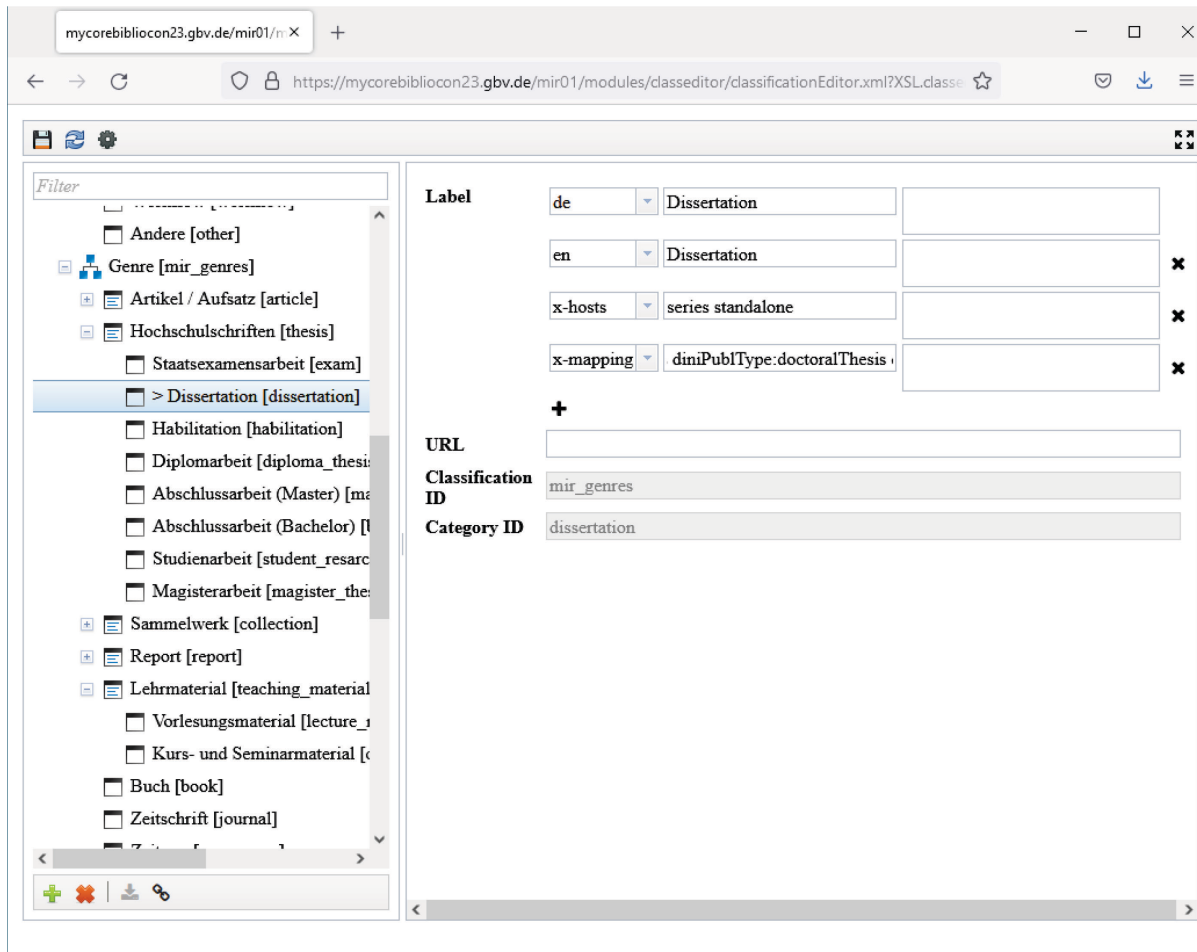 mycorebibliocon23.gbv.de/mir01/m
https://mycorebibliocon23.gbv.de/mir01/modules/classeditor/classificationEditor.xml?XSL.classe
Filter
Andere [other]
Genre [mir_genres]
Artikel / Aufsatz [article]
Hochschulschriften [thesis]
Staatsexamensarbeit [exam]
> Dissertation [dissertation]
Habilitation [habilitation]
Diplomarbeit [diploma_thesi
Abschlussarbeit (Master) [ma
Abschlussarbeit (Bachelor) [b
Studienarbeit [student_resarc
Magisterarbeit [magister_the
Sammelwerk [collection]
Report [report]
Lehrmaterial [teaching_material
Vorlesungsmaterial [lecture_
Kurs- und Seminarmaterial [
Buch [book]
Zeitschrift [journal]
Label de Dissertation
en Dissertation
x-hosts series standalone
x-mapping diniPublType:doctoralThesis
URL
Classification ID mir_genres
Category ID dissertation